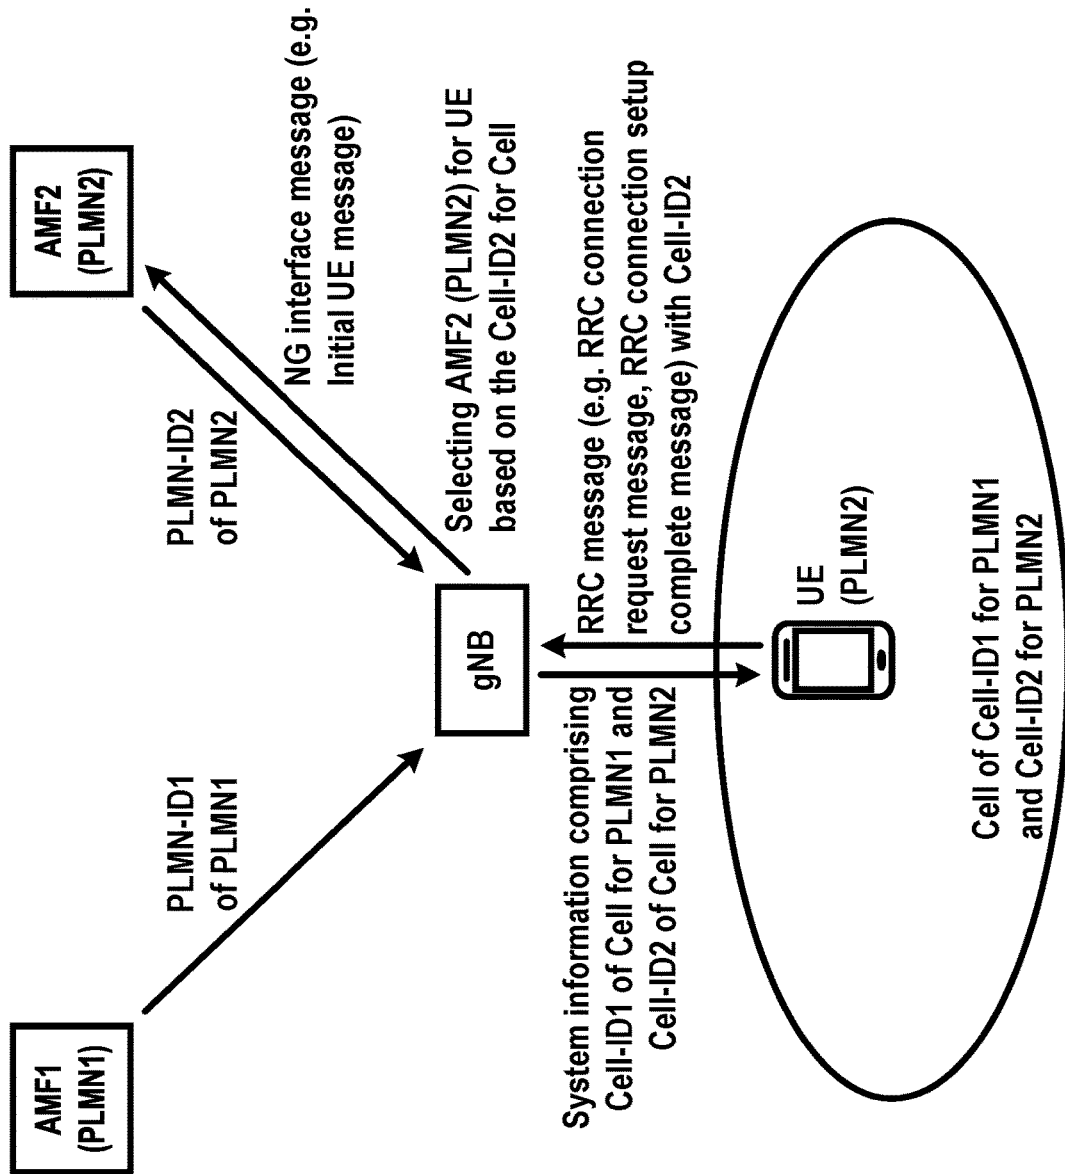 AMF1
(PLMN1)
AMF2
(PLMN2)
PLMN-ID1
of PLMN1
PLMN-ID2
of PLMN2
NG interface message (e.g.
Initial UE message)
gNB
Selecting AMF2 (PLMN2) for UE
based on the Cell-ID2 for Cell
System information comprising
Cell-ID1 of Cell for PLMN1 and
Cell-ID2 of Cell for PLMN2
RRC message (e.g. RRC connection
request message, RRC connection setup
complete message) with Cell-ID2
UE
(PLMN2)
Cell of Cell-ID1 for PLMN1
and Cell-ID2 for PLMN2